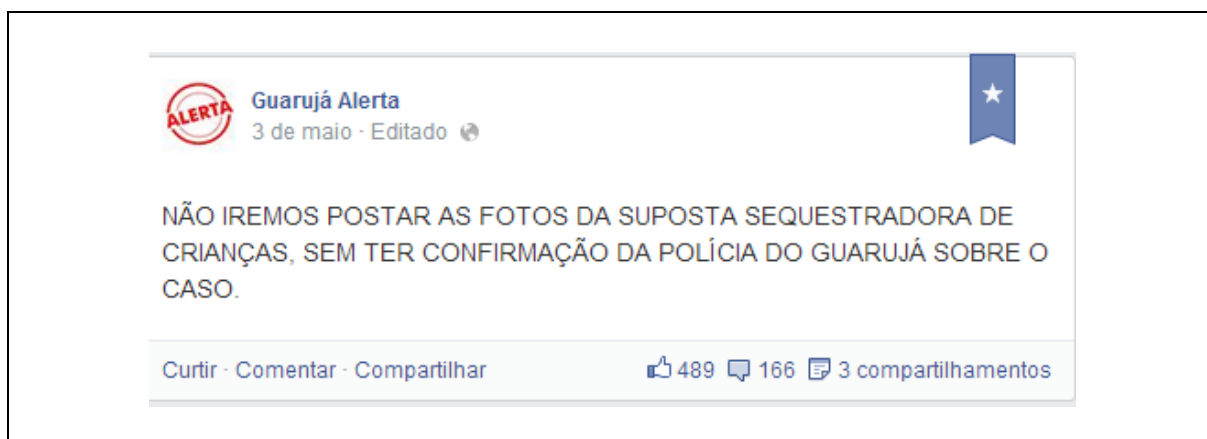 ALERTA
Guarujá Alerta
3 de maio · Editado
NÃO IREMOS POSTAR AS FOTOS DA SUPOSTA SEQUESTRADORA DE
CRIANÇAS, SEM TER CONFIRMAÇÃO DA POLÍCIA DO GUARUJÁ SOBRE O
CASO.
Curtir · Comentar · Compartilhar 489 166 3 compartilhamentos